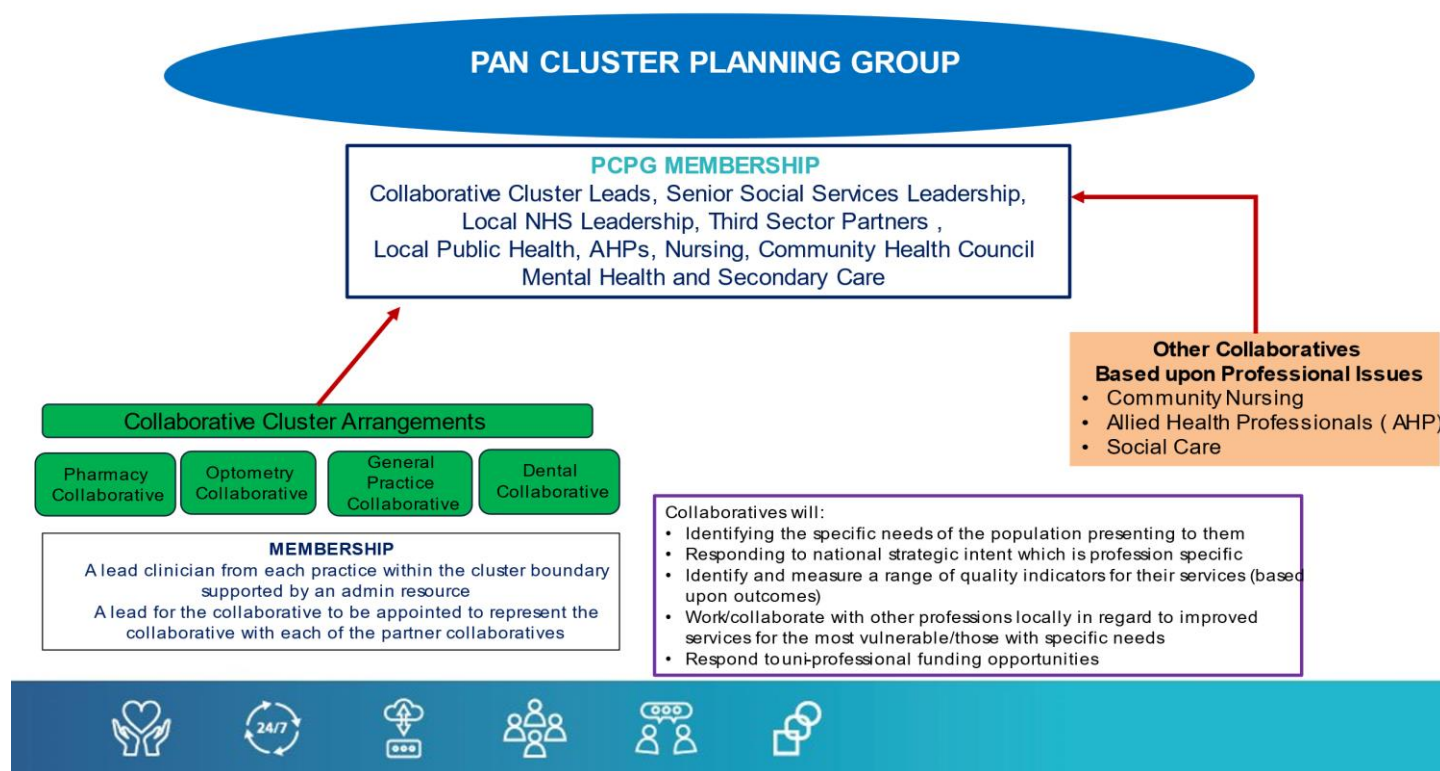 PAN CLUSTER PLANNING GROUP
PCPG MEMBERSHIP
Collaborative Cluster Leads, Senior Social Services Leadership,
Local NHS Leadership, Third Sector Partners ,
Local Public Health, AHPs, Nursing, Community Health Council
Mental Health and Secondary Care
Other Collaboratives
Based upon Professional Issues
• Community Nursing
• Allied Health Professionals ( AHP)
• Social Care
Collaborative Cluster Arrangements
Pharmacy
Collaborative
Optometry
Collaborative
General
Practice
Collaborative
Dental
Collaborative
MEMBERSHIP
A lead clinician from each practice within the cluster boundary
supported by an admin resource
A lead for the collaborative to be appointed to represent the
collaborative with each of the partner collaboratives
Collaboratives will:
• Identifying the specific needs of the population presenting to them
• Responding to national strategic intent which is profession specific
• Identify and measure a range of quality indicators for their services (based
upon outcomes)
• Work/collaborate with other professions locally in regard to improved
services for the most vulnerable/those with specific needs
• Respond to uni-professional funding opportunities
24/7